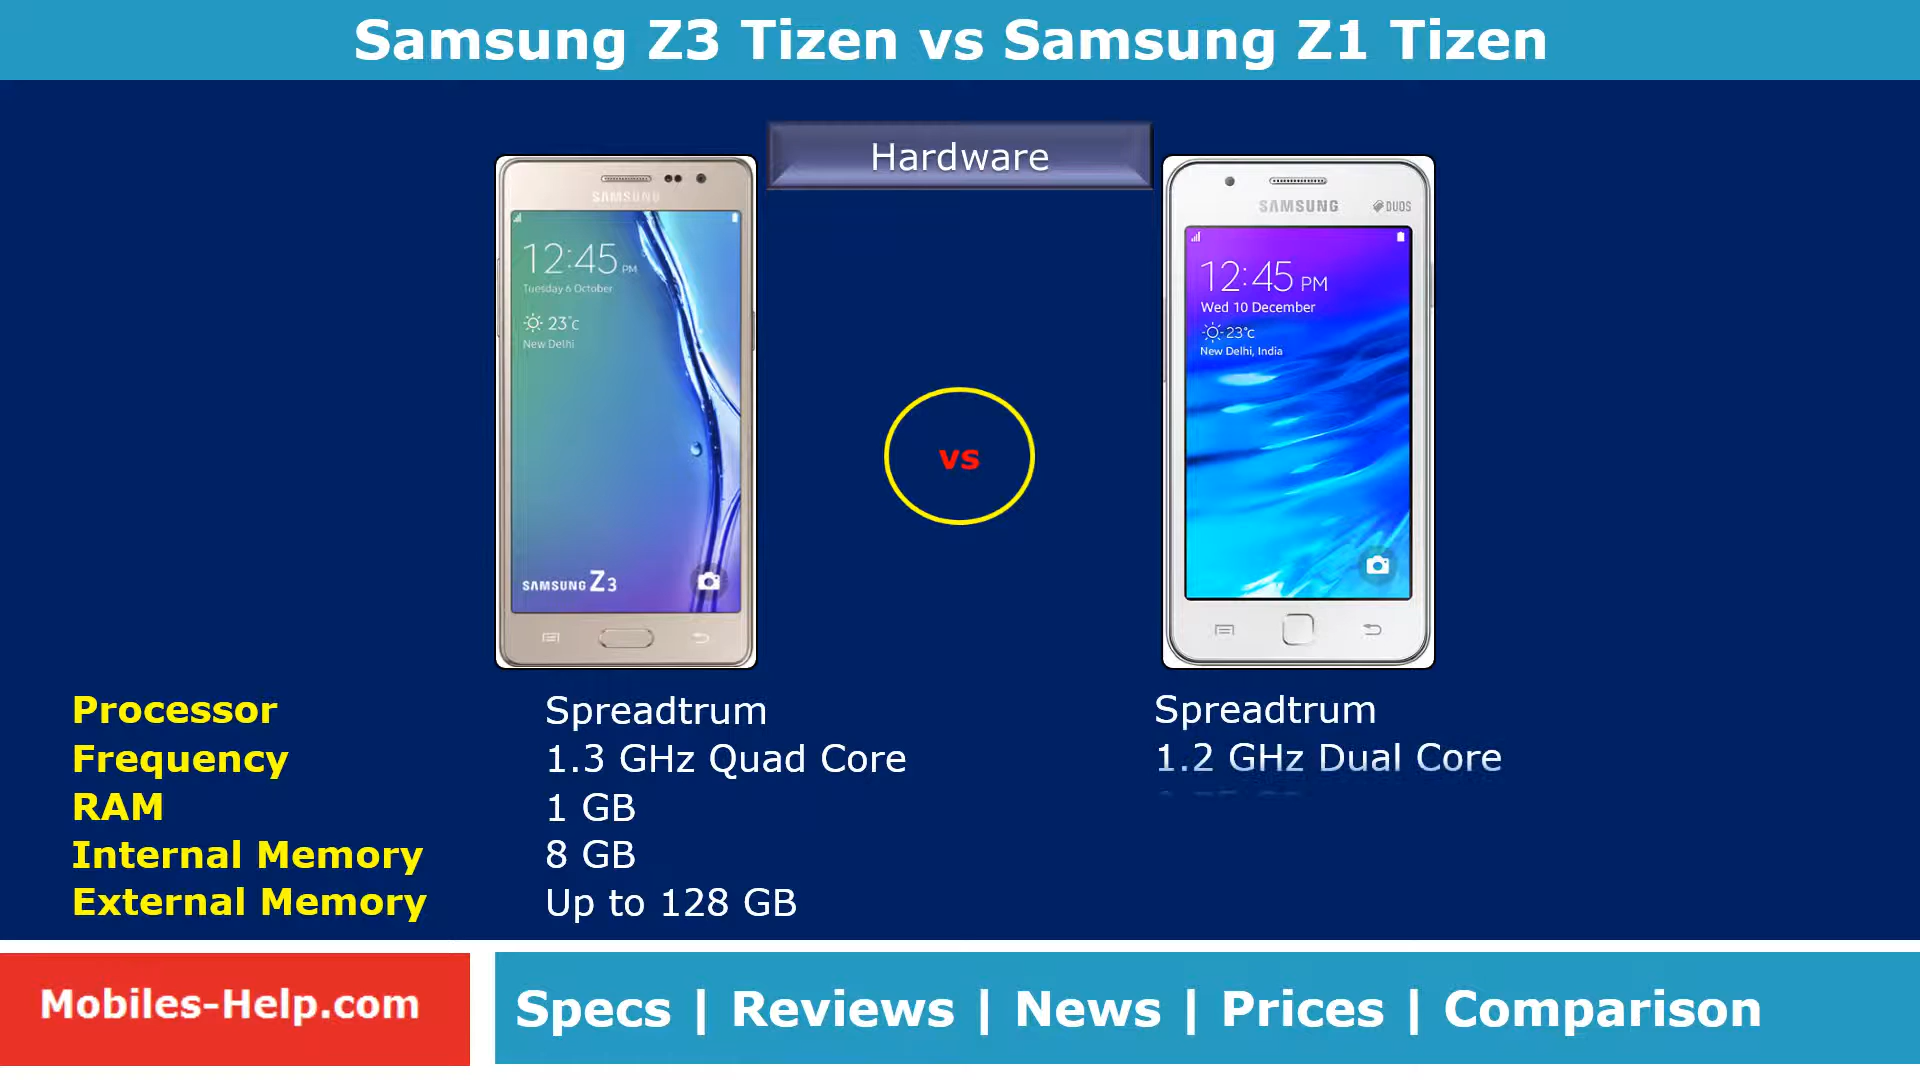 Samsung Z3 Tizen vs Samsung Z1 Tizen
Hardware
SAMSUNG
12:45 PM
Tuesday 6 October
23°c
New Delhi
SAMSUNG Z3
vs
SAMSUNG DUOS
12:45 PM
Wed 10 December
23°c
New Delhi, India
Processor Spreadtrum Spreadtrum
Frequency 1.3 GHz Quad Core 1.2 GHz Dual Core
RAM 1 GB
Internal Memory 8 GB
External Memory Up to 128 GB
Mobiles-Help.com
Specs | Reviews | News | Prices | Comparison